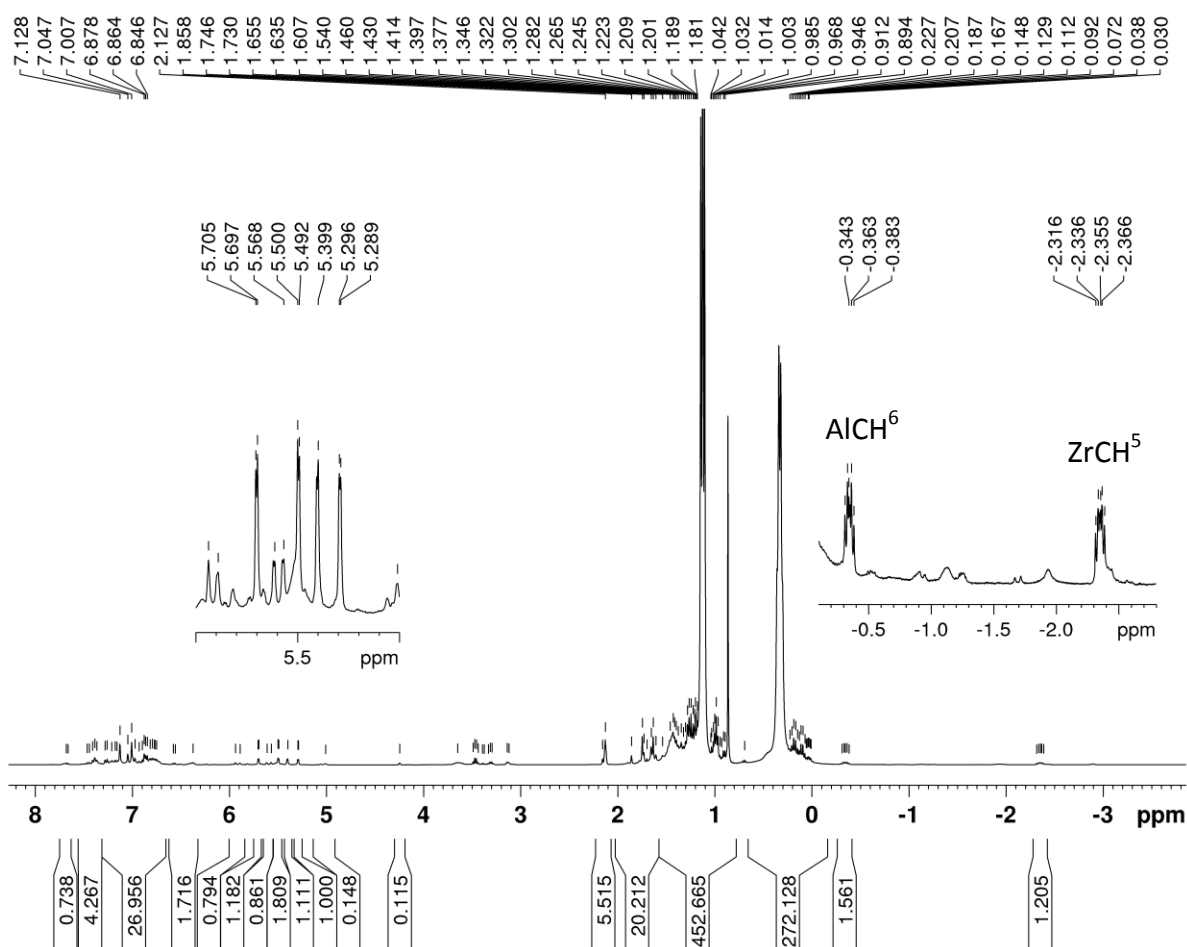 7.128 7.047 7.007 6.878 6.864 6.846 2.127 1.858 1.746 1.730 1.655 1.635 1.607 1.540 1.460 1.430 1.414 1.397 1.377 1.346 1.322 1.302 1.282 1.265 1.245 1.223 1.209 1.201 1.189 1.181 1.042 1.032 1.014 1.003 0.985 0.968 0.946 0.912 0.894 0.227 0.207 0.187 0.167 0.148 0.129 0.112 0.092 0.072 0.038 0.030
5.705 5.697 5.568 5.500 5.492 5.399 5.296 5.289
-0.343 -0.363 -0.383
-2.316 -2.336 -2.355 -2.366
AlCH⁶
ZrCH⁵
5.5 ppm
-0.5 -1.0 -1.5 -2.0 ppm
8 7 6 5 4 3 2 1 0 -1 -2 -3 ppm
0.738 4.267 26.956 1.716 0.794 1.182 0.861 1.809 1.111 1.000 0.148 0.115 5.515 20.212 452.665 272.128 1.561 1.205